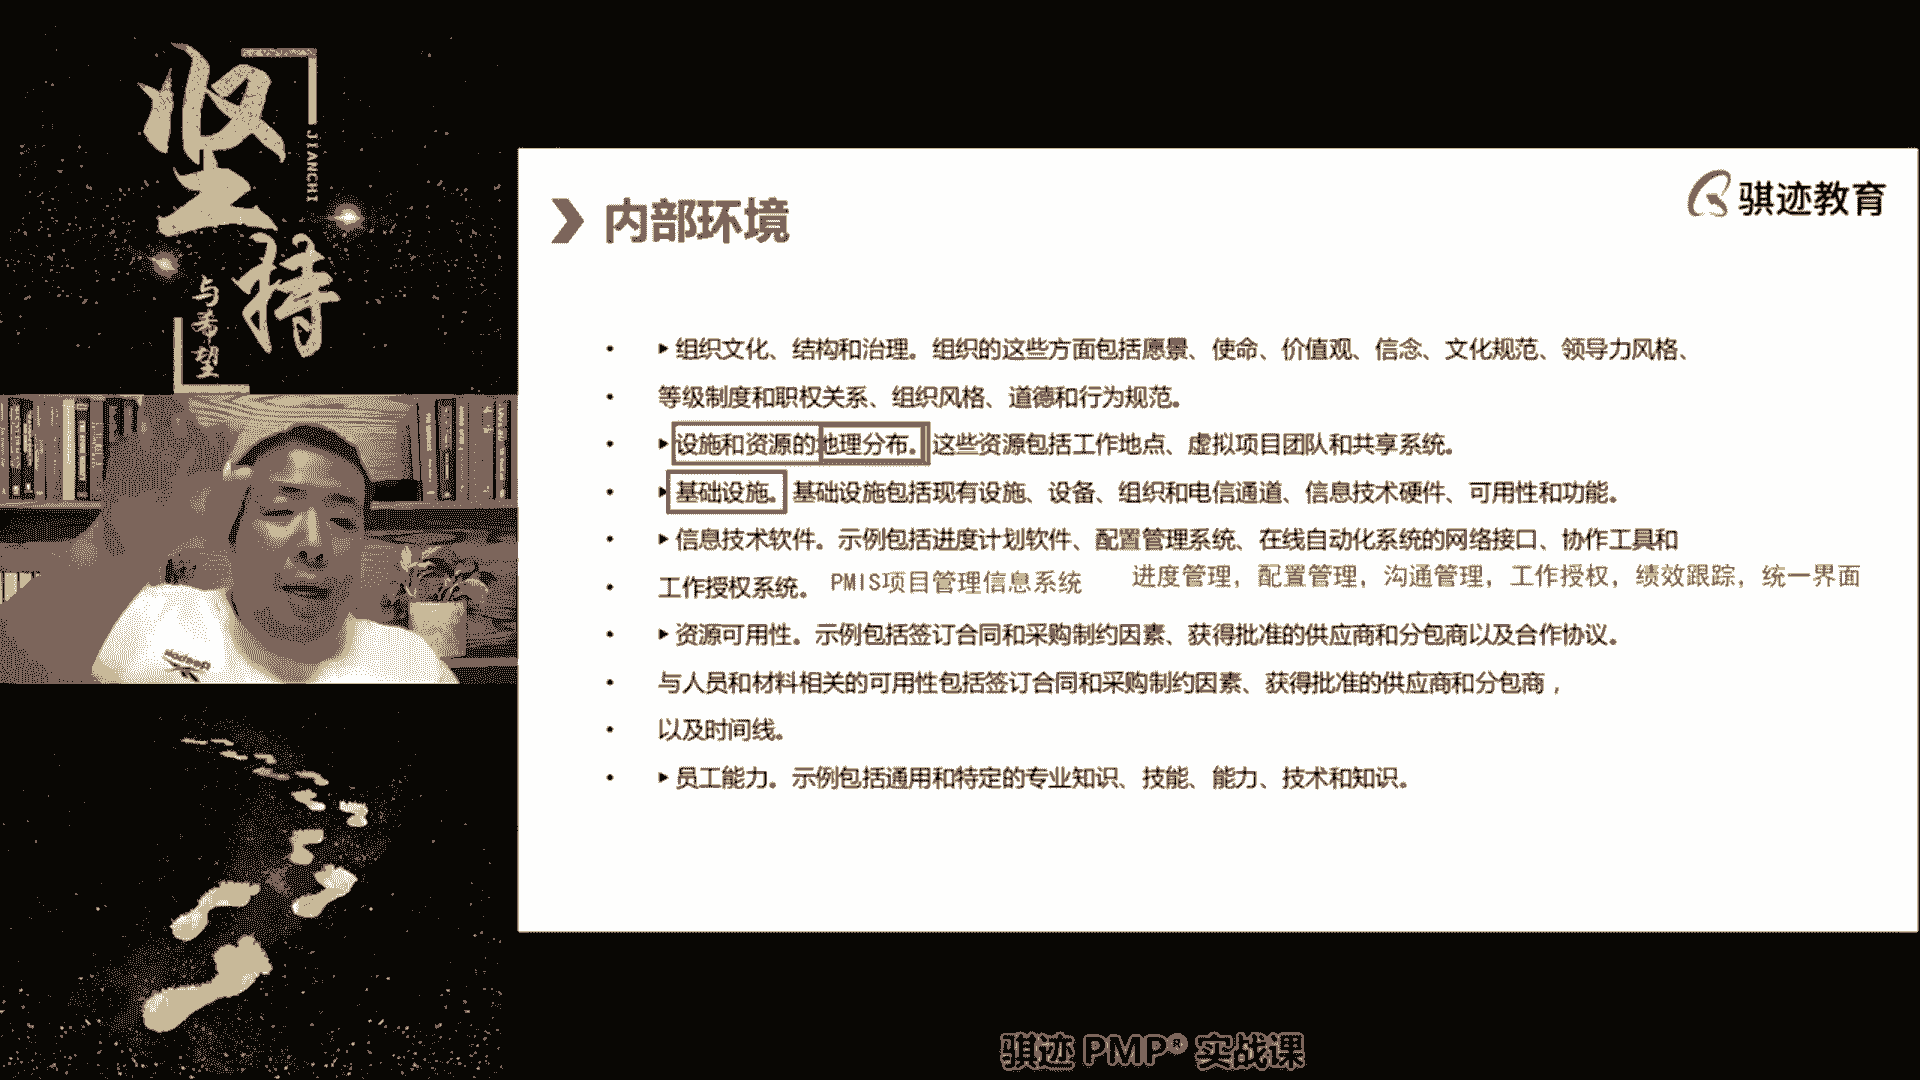 坚持
JIANCHI
与希望
骐迹教育
内部环境
• ▸组织文化、结构和治理。组织的这些方面包括愿景、使命、价值观、信念、文化规范、领导力风格、
• 等级制度和职权关系、组织风格、道德和行为规范。
• ▸设施和资源的地理分布。这些资源包括工作地点、虚拟项目团队和共享系统。
• ▸基础设施。基础设施包括现有设施、设备、组织和电信通道、信息技术硬件、可用性和功能。
• ▸信息技术软件。示例包括进度计划软件、配置管理系统、在线自动化系统的网络接口、协作工具和
• 工作授权系统。 PMIS项目管理信息系统 进度管理，配置管理，沟通管理，工作授权，绩效跟踪，统一界面
• ▸资源可用性。示例包括签订合同和采购制约因素、获得批准的供应商和分包商以及合作协议。
• 与人员和材料相关的可用性包括签订合同和采购制约因素、获得批准的供应商和分包商，
• 以及时间线。
• ▸员工能力。示例包括通用和特定的专业知识、技能、能力、技术和知识。
骐迹 PMP® 实战课